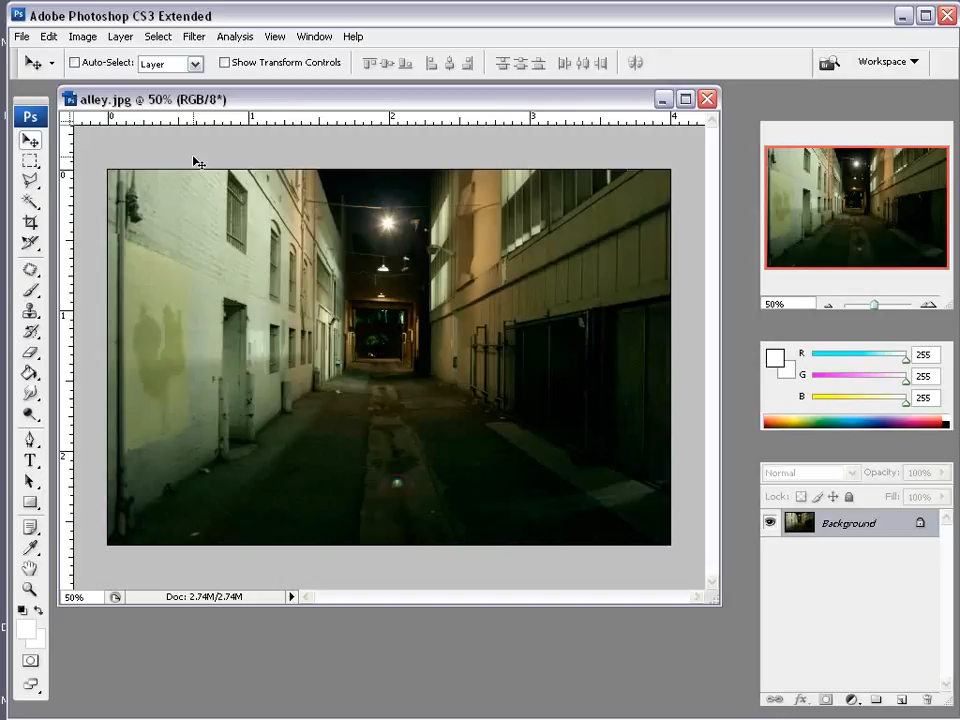 Ps Adobe Photoshop CS3 Extended
File Edit Image Layer Select Filter Analysis View Window Help
Auto-Select: Layer Show Transform Controls Workspace
Ps
Ps alley.jpg @ 50% (RGB/8*)
0 1 2 3 4
0
1
2
50% Doc: 2.74M/2.74M
T
50%
R 255
G 255
B 255
Normal Opacity: 100%
Lock: Fill: 100%
Background
fx